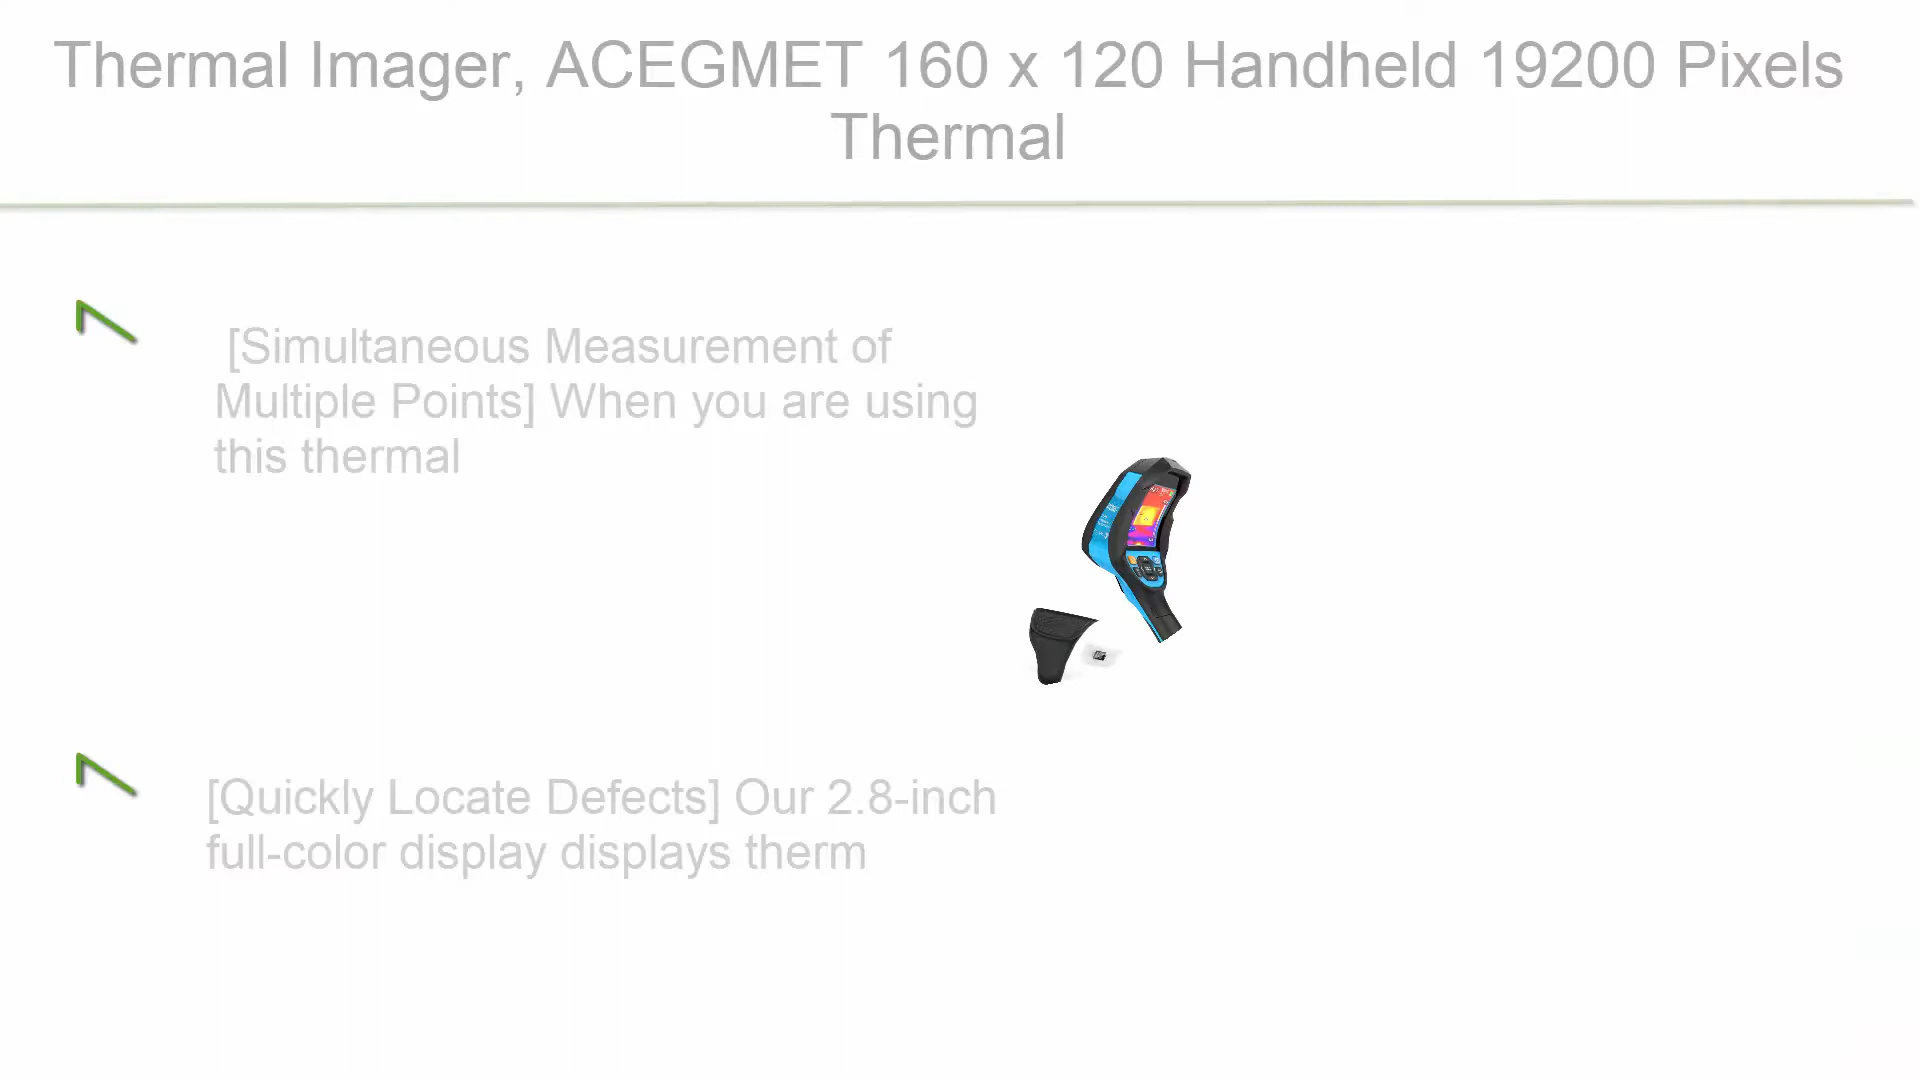 Thermal Imager, ACEGMET 160 x 120 Handheld 19200 Pixels
Thermal
[Simultaneous Measurement of
Multiple Points] When you are using
this thermal
[Quickly Locate Defects] Our 2.8-inch
full-color display displays therm